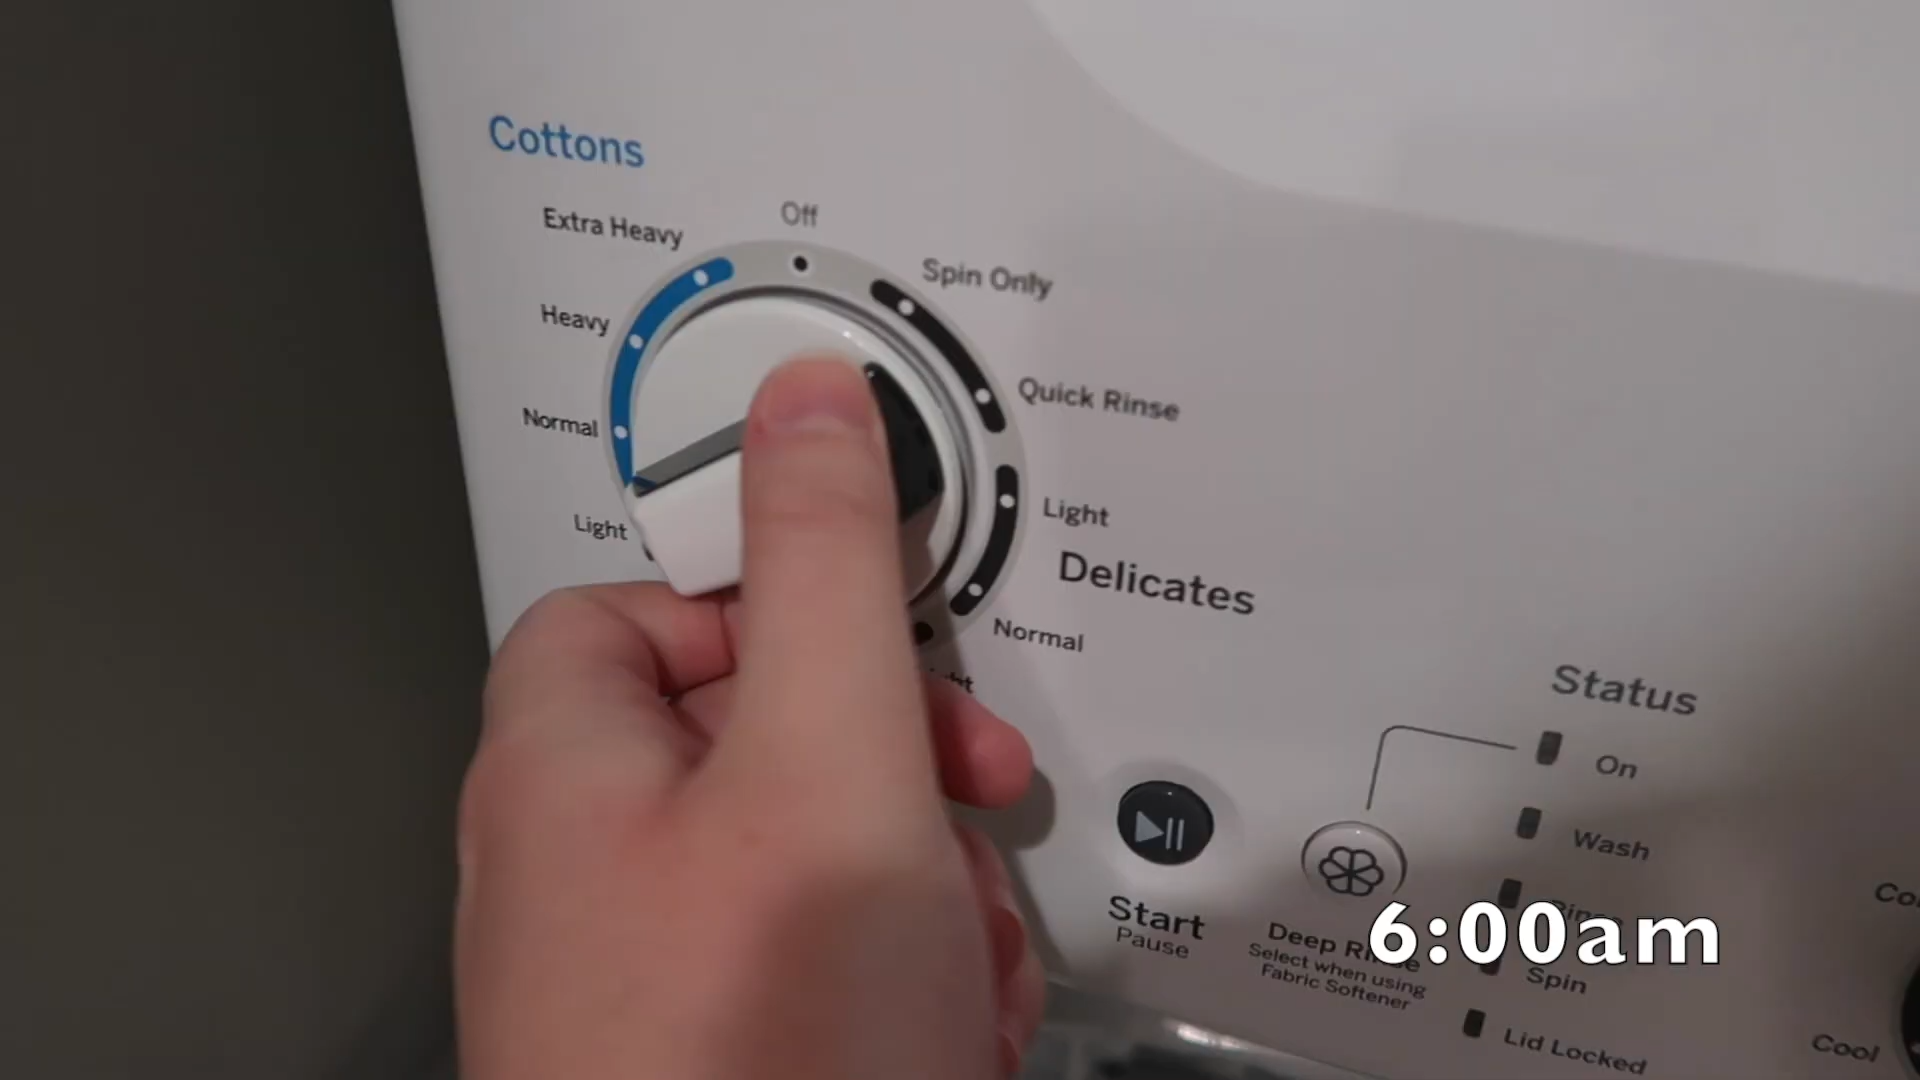 Cottons
Off
Extra Heavy
Spin Only
Heavy
Quick Rinse
Normal
Light
Light
Delicates
Normal
Status
On
Wash
Start
Pause
Deep Rinse
Select when using
Fabric Softener
6:00am
Spin
Lid Locked
Cool